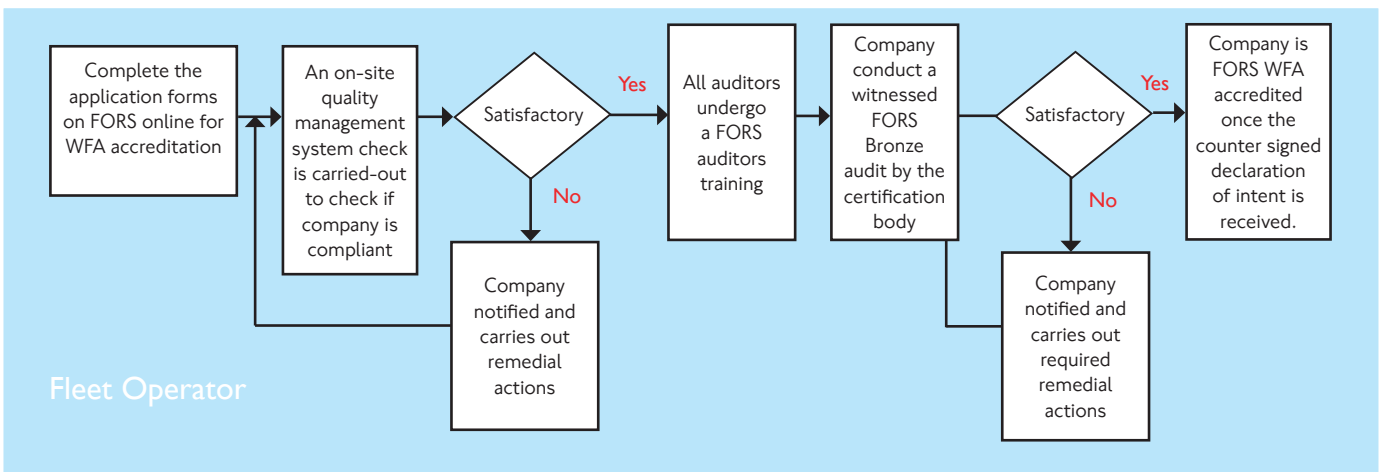 Complete the
application forms
on FORS online for
WFA accreditation
An on-site
quality
management
system check
is carried-out
to check if
company is
compliant
Satisfactory
Yes
No
Company
notified and
carries out
remedial
actions
All auditors
undergo
a FORS
auditors
training
Company
conduct a
witnessed
FORS
Bronze
audit by the
certification
body
Satisfactory
Yes
No
Company
notified and
carries out
required
remedial
actions
Company is
FORS WFA
accredited
once the
counter signed
declaration
of intent is
received.
Fleet Operator